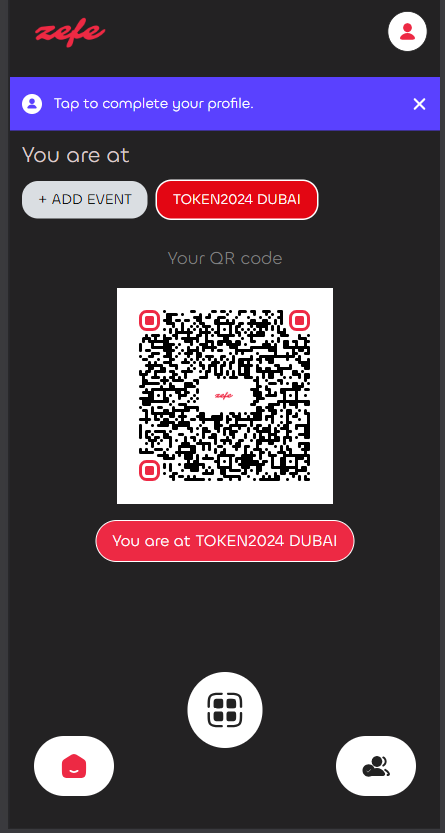 zefe
Tap to complete your profile.
You are at
+ ADD EVENT
TOKEN2024 DUBAI
Your QR code
zefe
You are at TOKEN2024 DUBAI